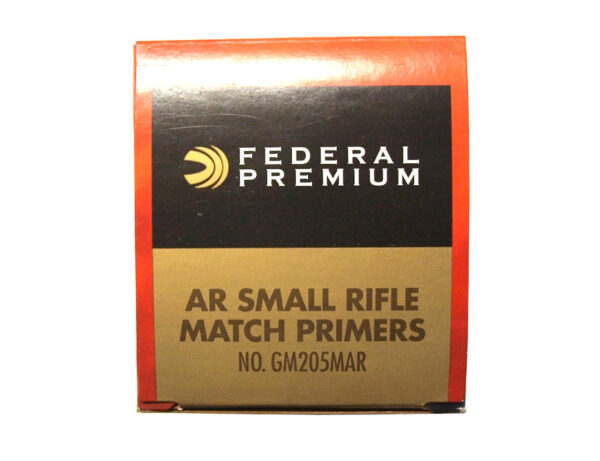 FEDERAL
PREMIUM
AR SMALL RIFLE
MATCH PRIMERS
NO. GM205MAR